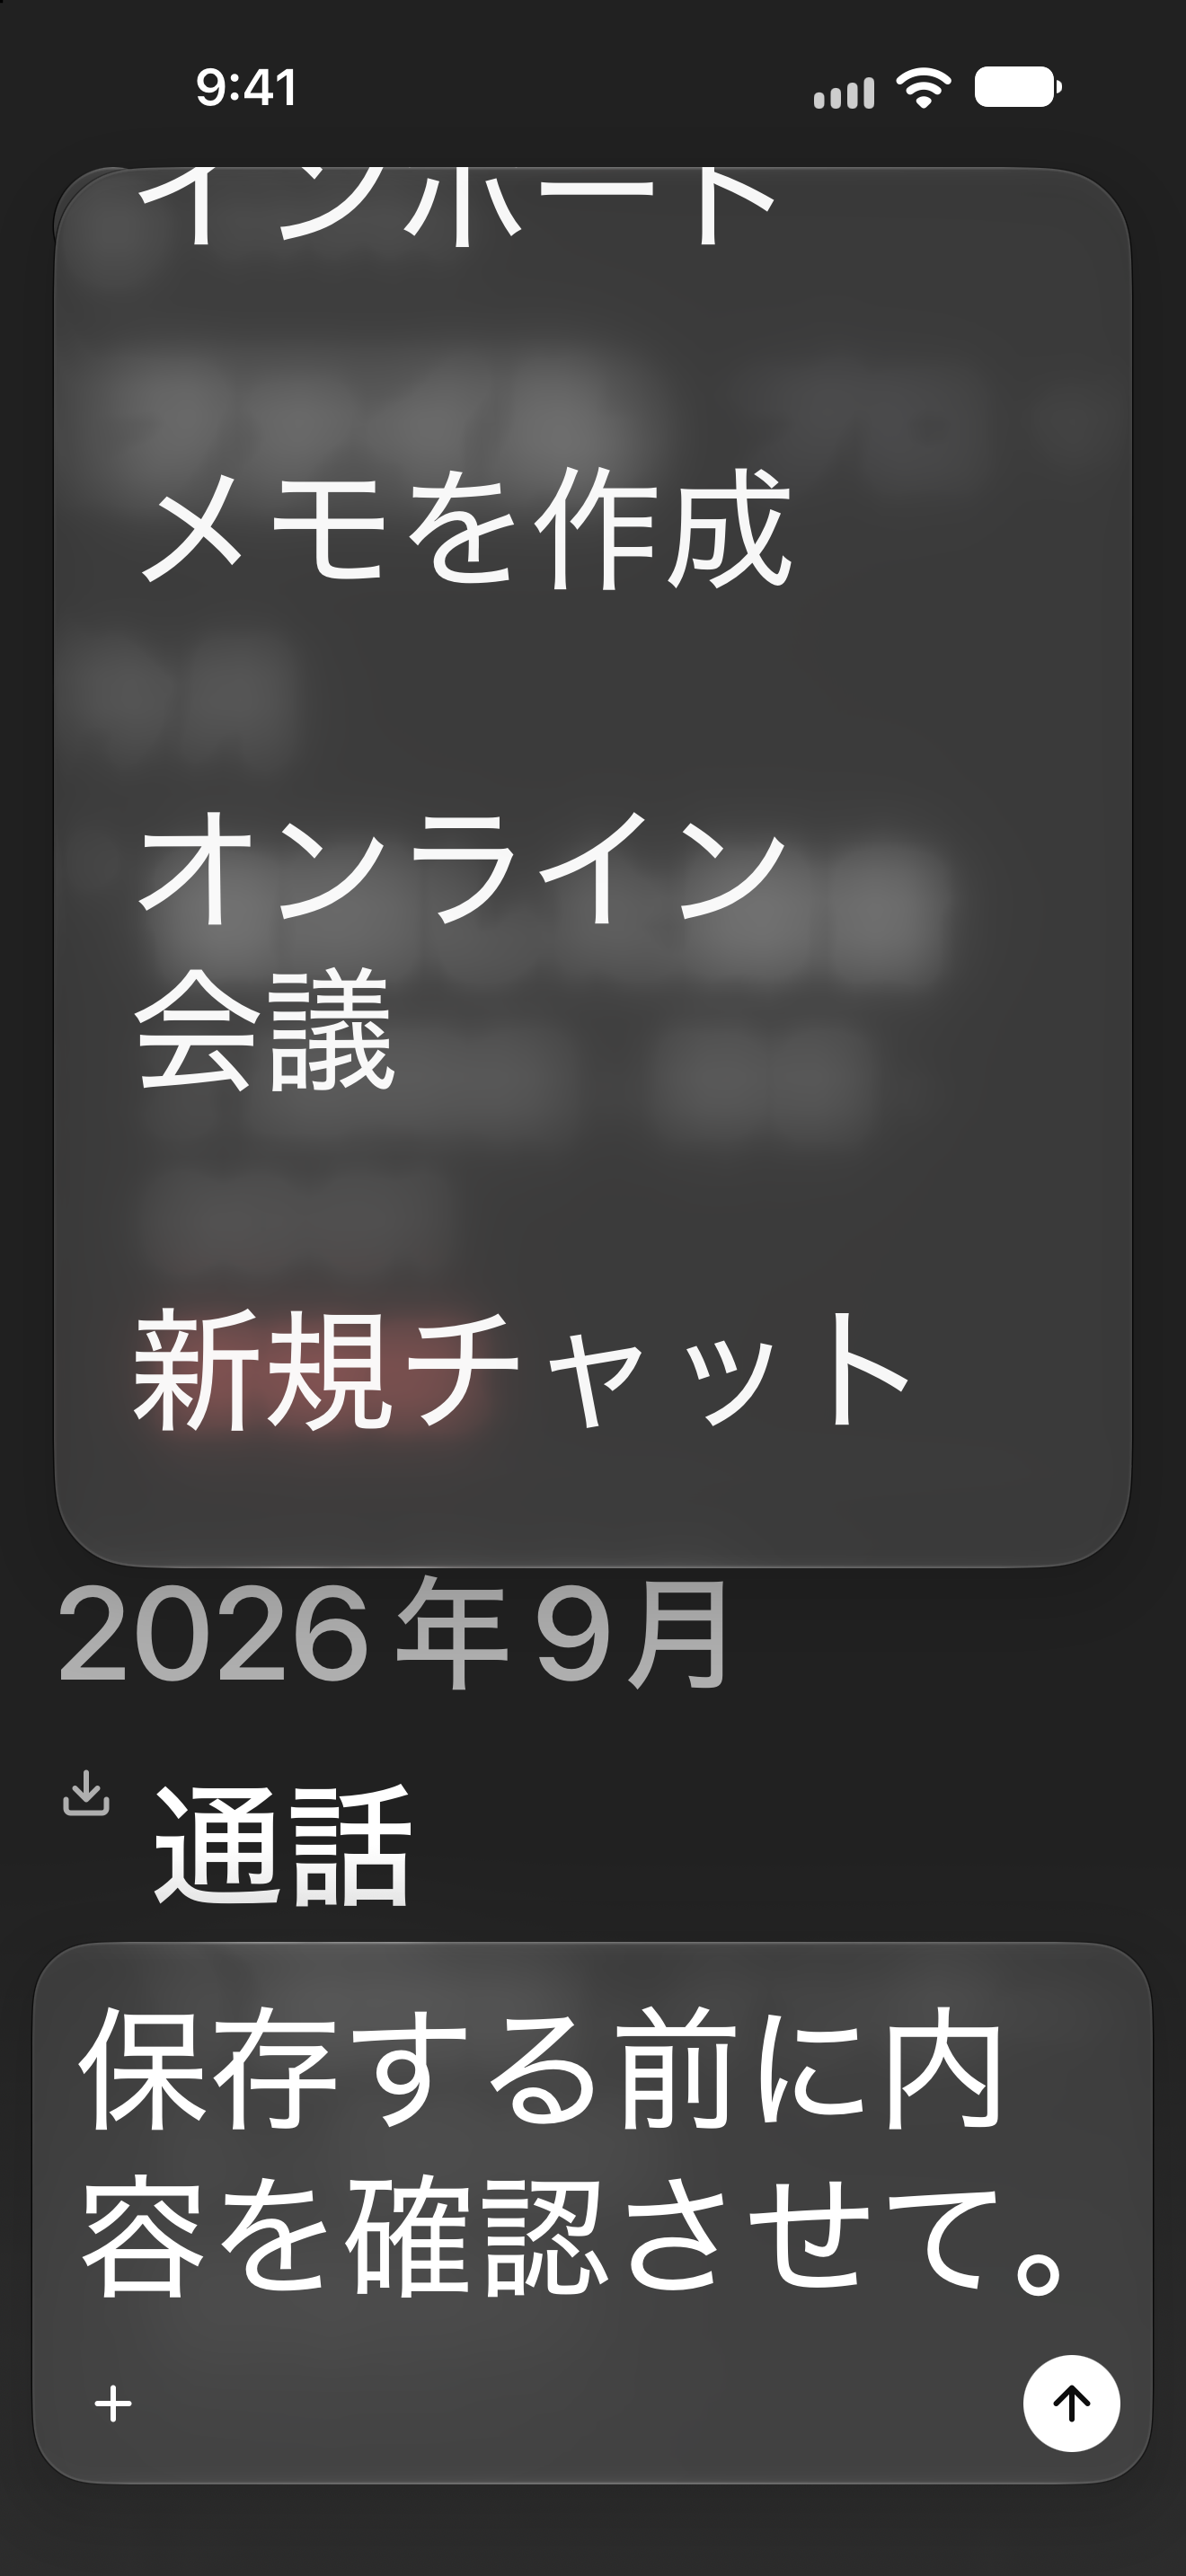 9:41
インポート
メモを作成
オンライン
会議
新規チャット
2026年9月
通話
保存する前に内
容を確認させて。